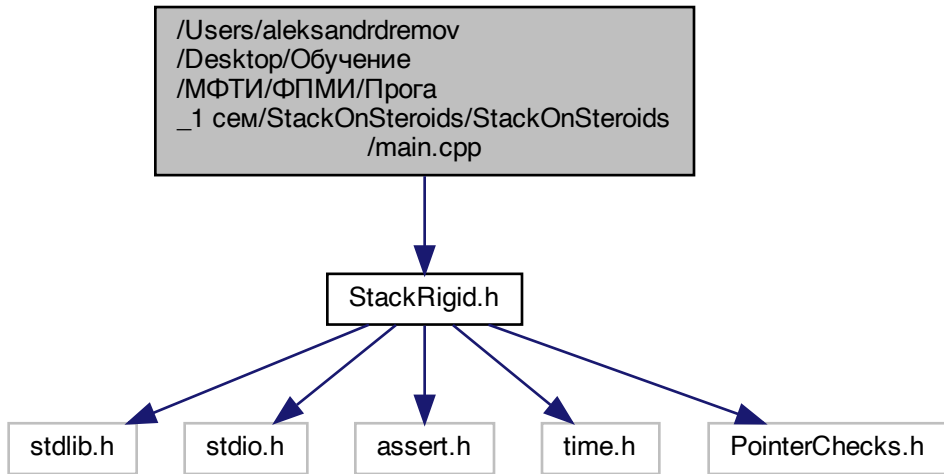 /Users/aleksandrdremov
/Desktop/Обучение
/МФТИ/ФПМИ/Прога
_1 сем/StackOnSteroids/StackOnSteroids
/main.cpp
StackRigid.h
stdlib.h
stdio.h
assert.h
time.h
PointerChecks.h